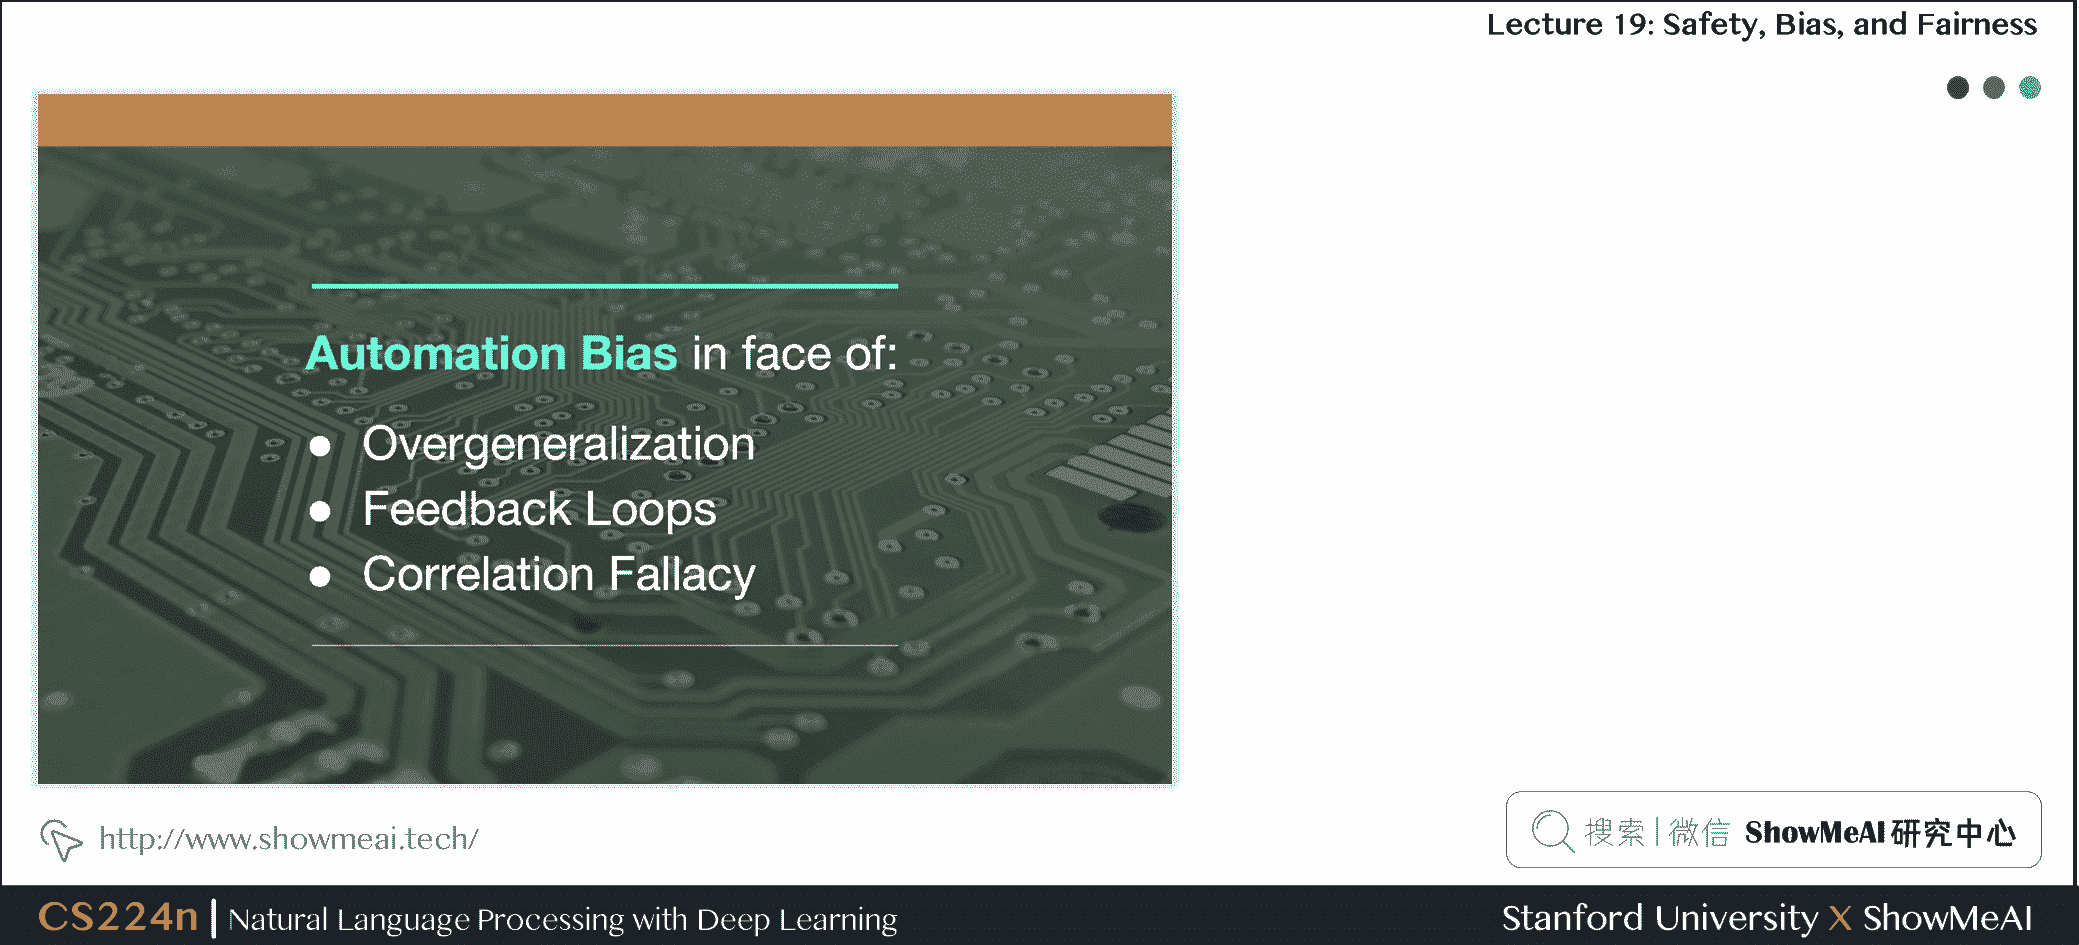 Lecture 19: Safety, Bias, and Fairness
Automation Bias in face of:
● Overgeneralization
● Feedback Loops
● Correlation Fallacy
http://www.showmeai.tech/
搜索 | 微信 ShowMeAI 研究中心
CS224n | Natural Language Processing with Deep Learning
Stanford University X ShowMeAI